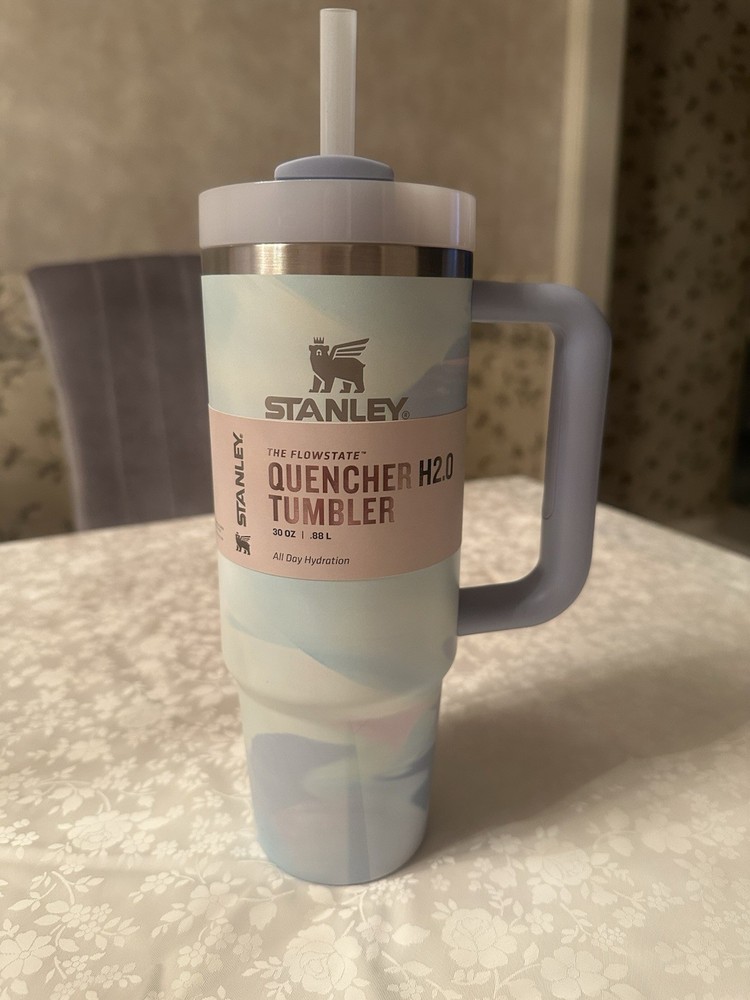 STANLEY®
STANLEY.
THE FLOWSTATE™
QUENCHER H2.0
TUMBLER
30 OZ | .88 L
All Day Hydration